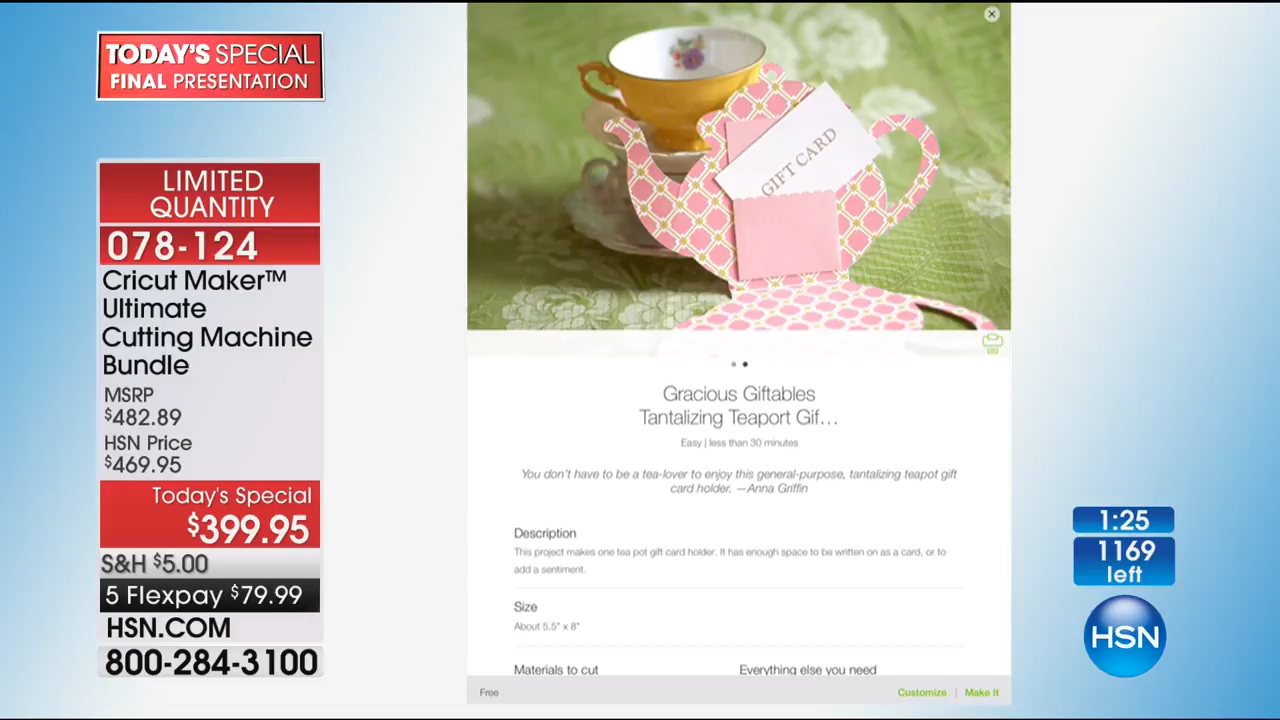 TODAY'S SPECIAL
FINAL PRESENTATION
LIMITED
QUANTITY
078-124
Cricut Maker™
Ultimate
Cutting Machine
Bundle
MSRP
$482.89
HSN Price
$469.95
Today's Special
$399.95
S&H $5.00
5 Flexpay $79.99
HSN.COM
800-284-3100
GIFT CARD
Gracious Giftables
Tantalizing Teaport Gif...
Easy | less than 30 minutes
You don't have to be a tea-lover to enjoy this general-purpose, tantalizing teapot gift
card holder. —Anna Griffin
Description
This project makes one tea pot gift card holder. It has enough space to be written on as a card, or to
add a sentiment.
Size
About 5.5" x 8"
Materials to cut
Everything else you need
Free
Customize | Make It
1:25
1169
left
HSN